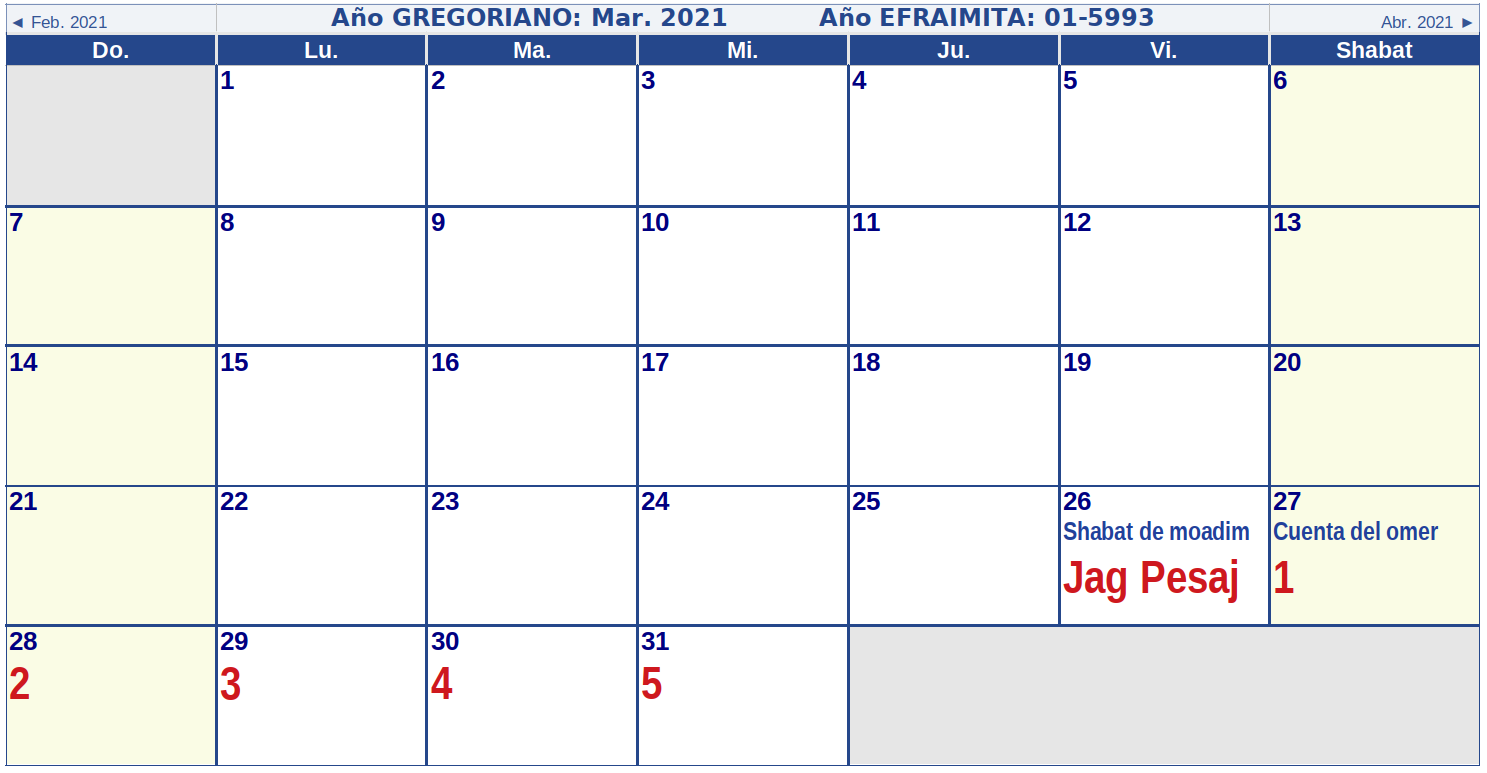 ◄ Feb. 2021 Año GREGORIANO: Mar. 2021 Año EFRAIMITA: 01-5993 Abr. 2021 ►
Do. Lu. Ma. Mi. Ju. Vi. Shabat
1 2 3 4 5 6
7 8 9 10 11 12 13
14 15 16 17 18 19 20
21 22 23 24 25 26 27
Shabat de moadim Cuenta del omer
Jag Pesaj 1
28 29 30 31
2 3 4 5